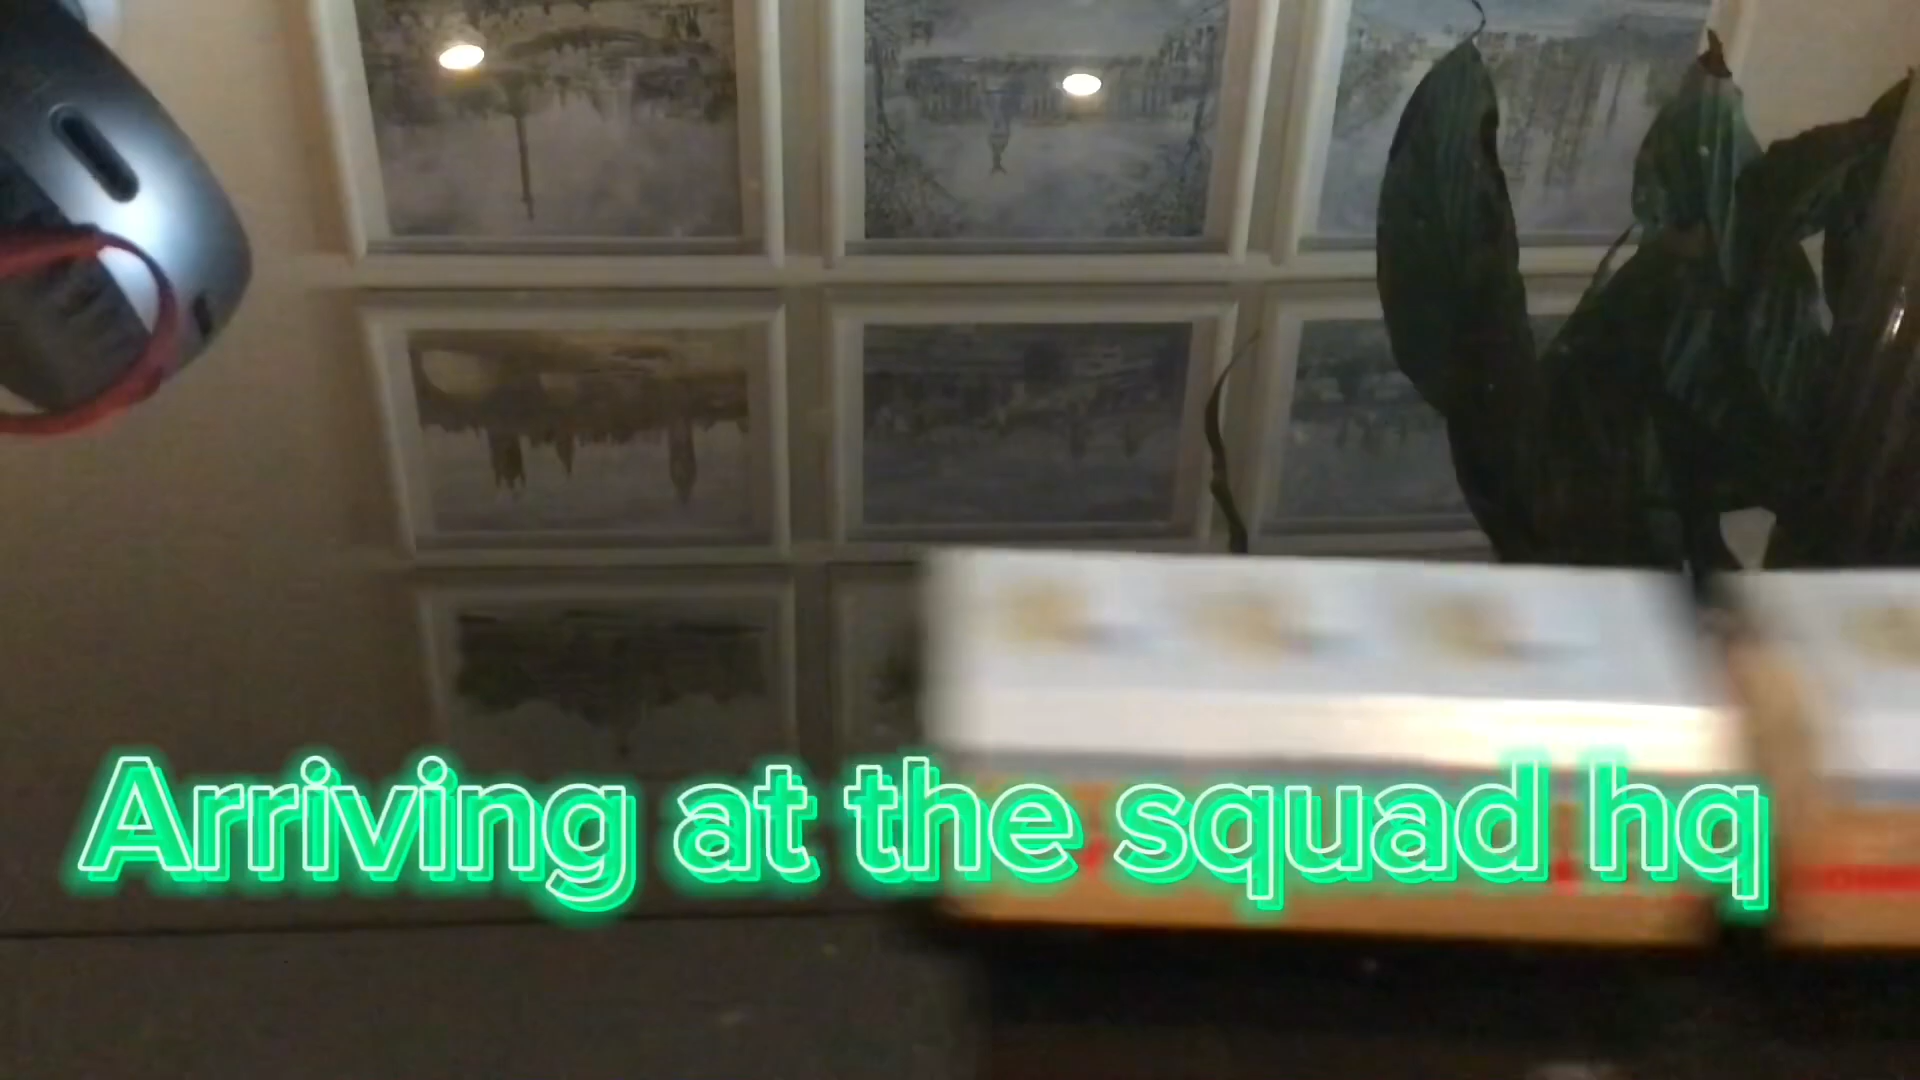 Arriving at the squad hq